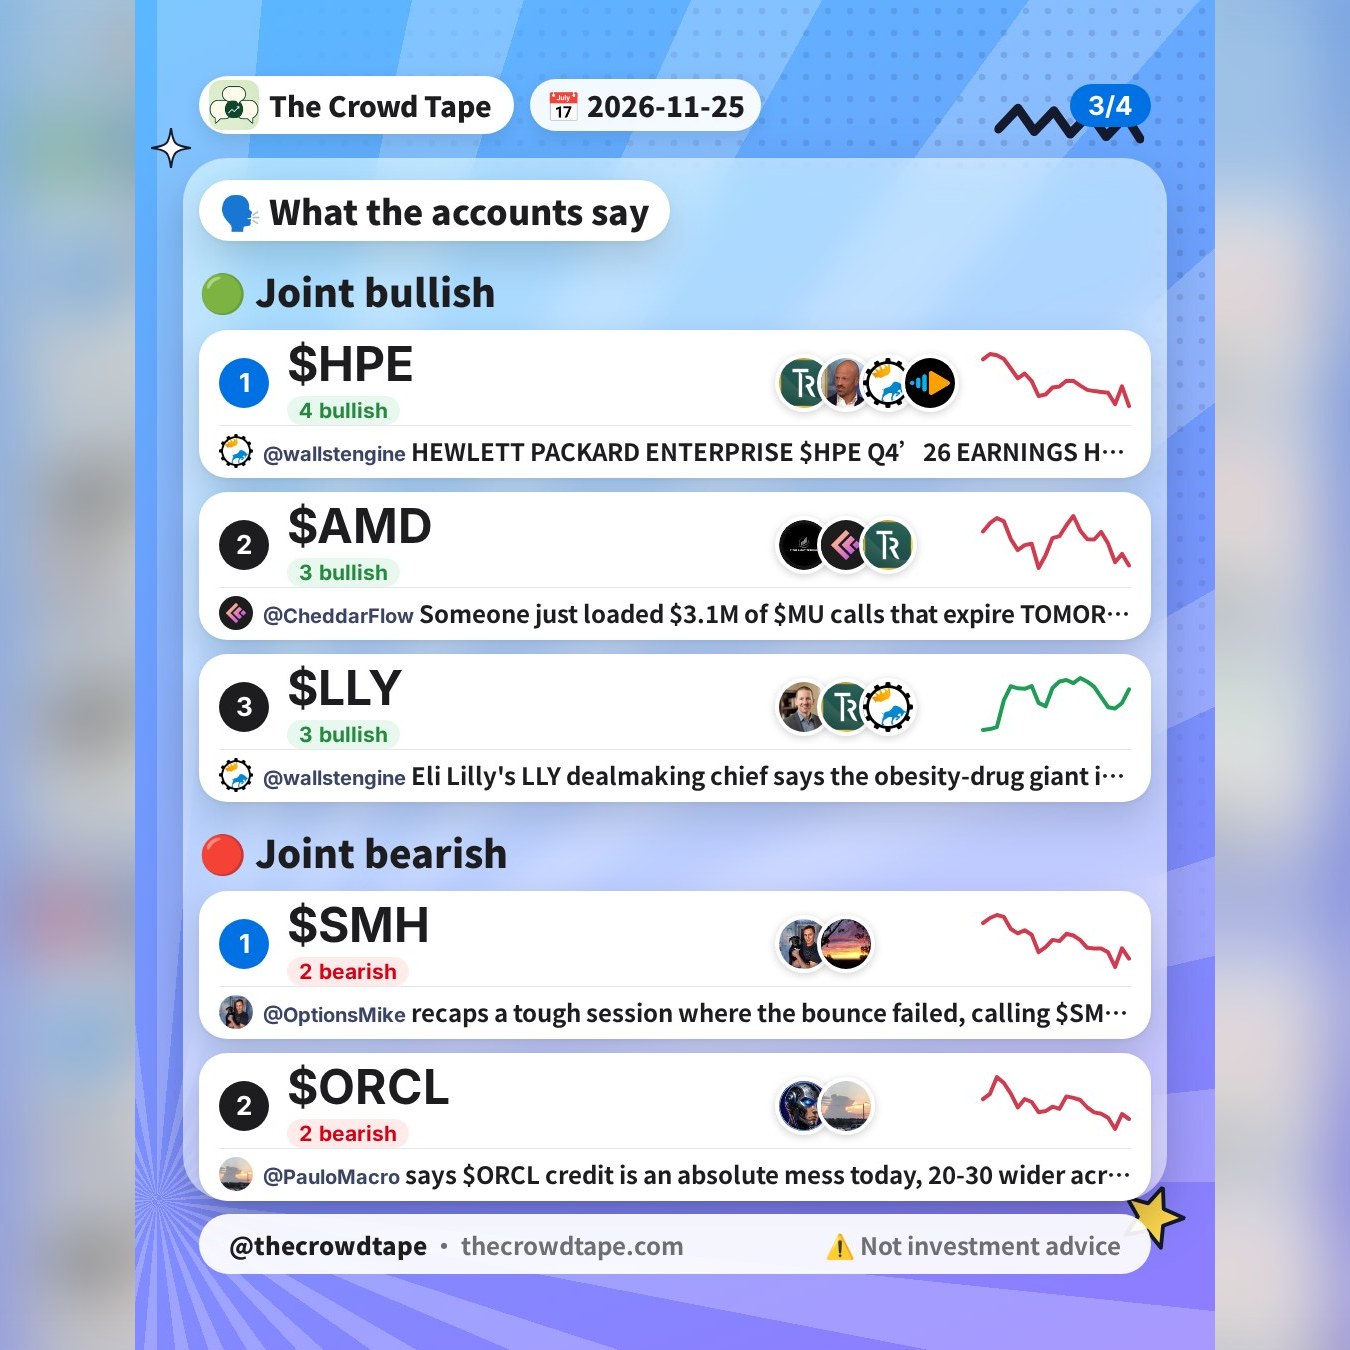 The Crowd Tape
July
17
2026-11-25
3/4
What the accounts say
Joint bullish
1
$HPE
4 bullish
TR
@wallstengine HEWLETT PACKARD ENTERPRISE $HPE Q4’ 26 EARNINGS H⋯
2
$AMD
3 bullish
TR
@CheddarFlow Someone just loaded $3.1M of $MU calls that expire TOMOR⋯
3
$LLY
3 bullish
TR
@wallstengine Eli Lilly's LLY dealmaking chief says the obesity-drug giant i⋯
Joint bearish
1
$SMH
2 bearish
@OptionsMike recaps a tough session where the bounce failed, calling $SM⋯
2
$ORCL
2 bearish
@PauloMacro says $ORCL credit is an absolute mess today, 20-30 wider acr⋯
@thecrowdtape • thecrowdtape.com
Not investment advice